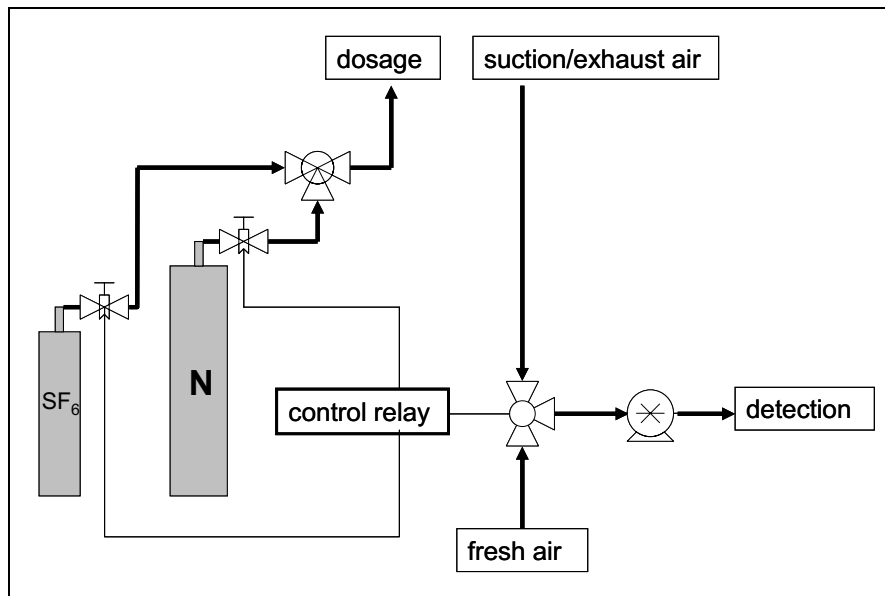 dosage
suction/exhaust air
SF₆
N
control relay
detection
fresh air